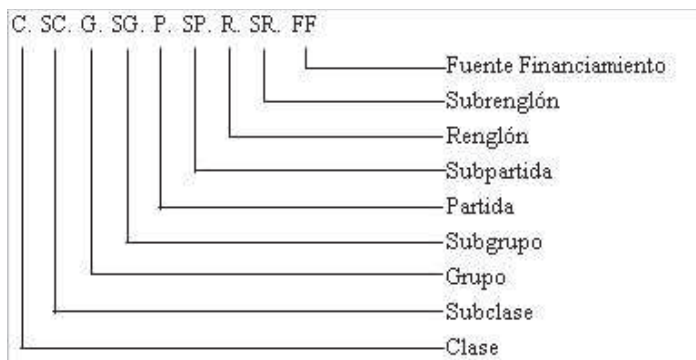 C. SC. G. SG. P. SP. R. SR. FF
Fuente Financiamiento
Subrenglón
Renglón
Subpartida
Partida
Subgrupo
Grupo
Subclase
Clase